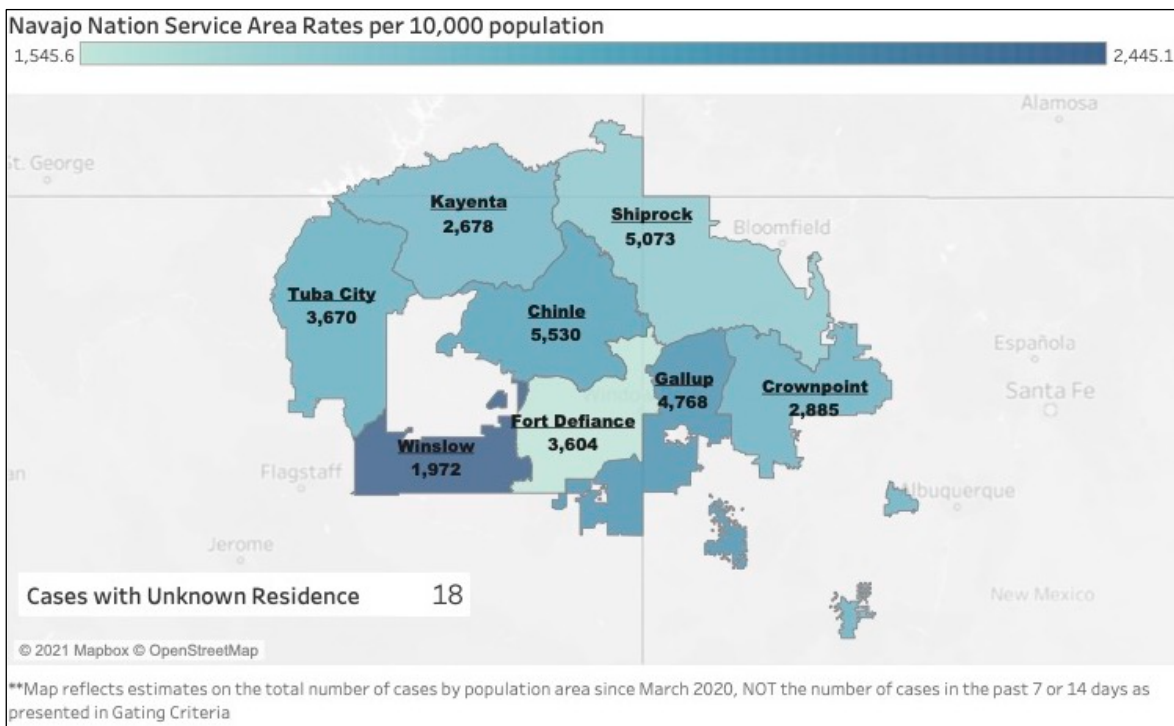 Navajo Nation Service Area Rates per 10,000 population
1,545.6
2,445.1
Alamosa
St. George
Kayenta
2,678
Shiprock
5,073
Bloomfield
Tuba City
3,670
Chinle
5,530
Española
Gallup
4,768
Crownpoint
2,885
Santa Fe
Fort Defiance
3,604
Winslow
1,972
Flagstaff
Albuquerque
Jerome
Cases with Unknown Residence 18
New Mexico
© 2021 Mapbox © OpenStreetMap
**Map reflects estimates on the total number of cases by population area since March 2020, NOT the number of cases in the past 7 or 14 days as
presented in Gating Criteria